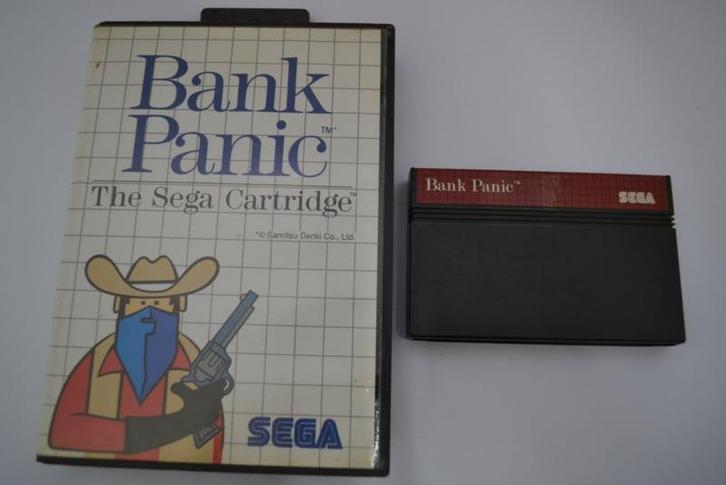 Bank
Panic™*
The Sega Cartridge™
*© Sanritsu Denki Co., Ltd.
SEGA
Bank Panic™
SEGA